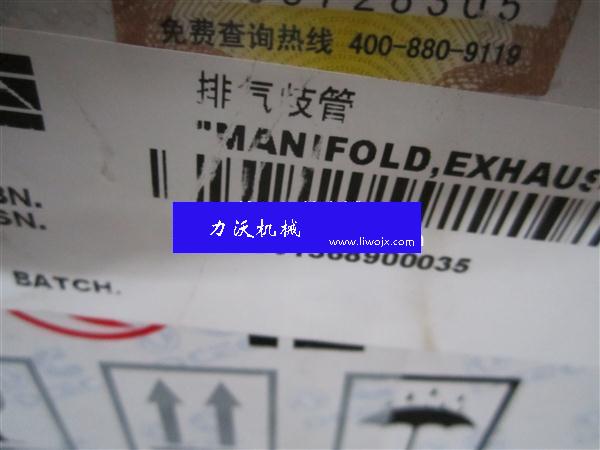 免费查询热线 400-880-9119
排气歧管
"MANIFOLD,EXHAUS
BN.
SN.
力沃机械
www.liwojx.com
BATCH.